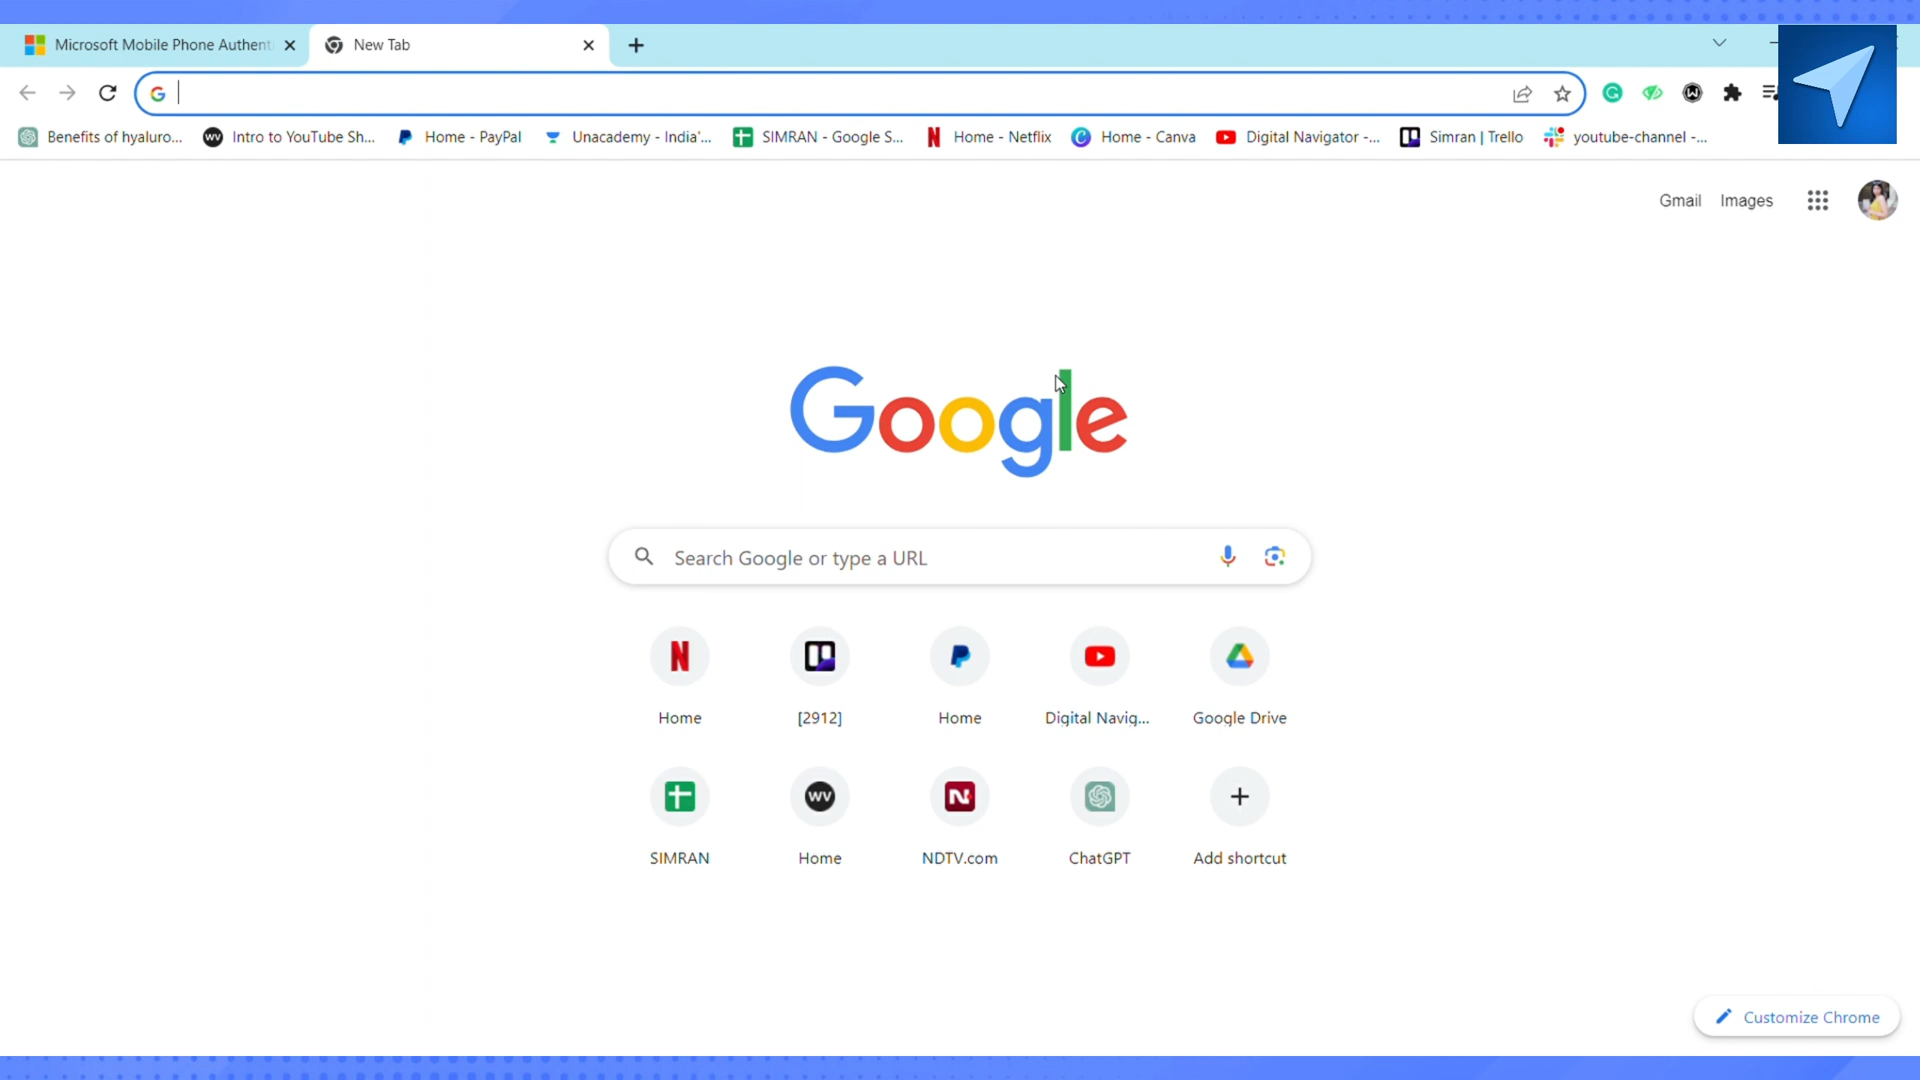 Microsoft Mobile Phone Authent
New Tab
Benefits of hyaluro...
Intro to YouTube Sh...
Home - PayPal
Unacademy - India'...
SIMRAN - Google S...
Home - Netflix
Home - Canva
Digital Navigator -...
Simran | Trello
youtube-channel -...
Gmail
Images
Google
Search Google or type a URL
Home
[2912]
Home
Digital Navig...
Google Drive
SIMRAN
Home
NDTV.com
ChatGPT
Add shortcut
Customize Chrome